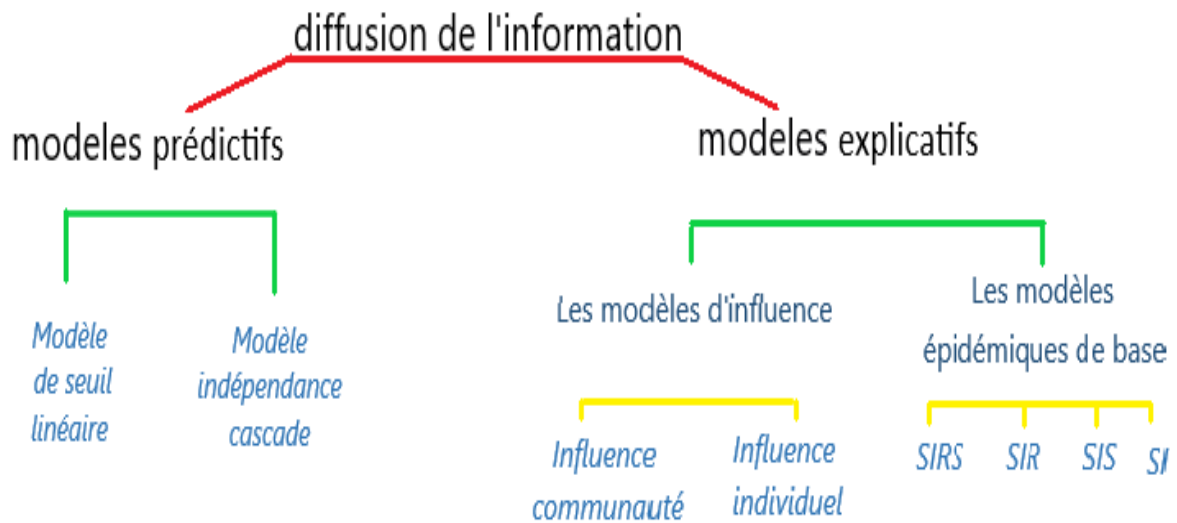 diffusion de l'information
modeles prédictifs
modeles explicatifs
Modèle
de seuil
linéaire
Modèle
indépendance
cascade
Les modèles d'influence
Les modèles
épidémiques de base
Influence
communauté
Influence
individuel
SIRS
SIR
SIS
SI